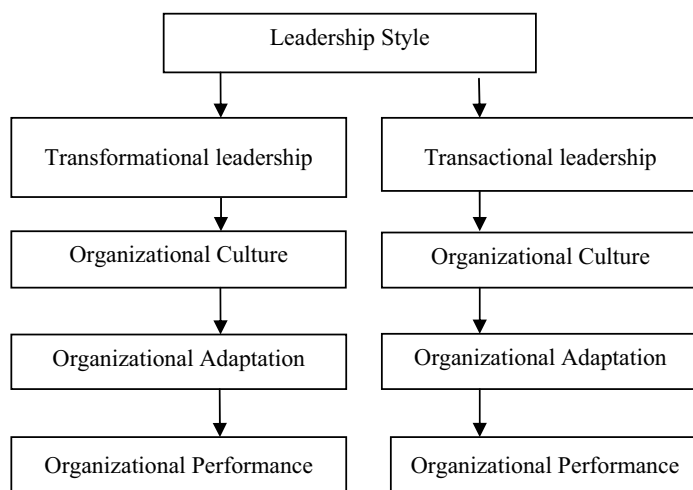 Leadership Style
Transformational leadership
Transactional leadership
Organizational Culture
Organizational Culture
Organizational Adaptation
Organizational Adaptation
Organizational Performance
Organizational Performance